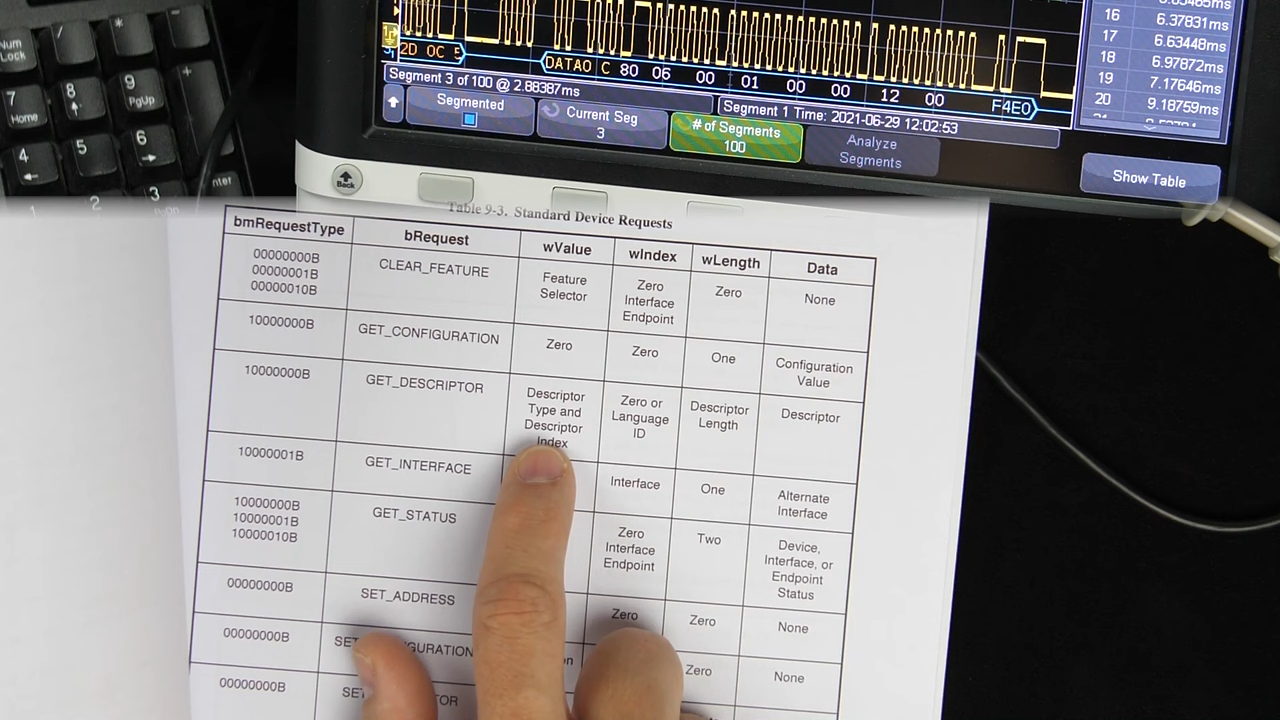 Num
Lock
/
*
-
7
Home
8
9
PgUp
+
4
5
6
1
2
3
nter
2D 0C 5
DATA0 C 80 06 00 01 00 00 12 00 F4E0
16 6.37831ms
17 6.63448ms
18 6.97872ms
19 7.17646ms
20 9.18759ms
Segment 3 of 100 @ 2.88387ms
Segment 1 Time: 2021-06-29 12:02:53
Segmented
Current Seg
3
# of Segments
100
Analyze
Segments
Show Table
Back
Table 9-3. Standard Device Requests
bmRequestType bRequest wValue wIndex wLength Data
00000000B
00000001B
00000010B
CLEAR_FEATURE
Feature
Selector
Zero
Interface
Endpoint
Zero
None
10000000B
GET_CONFIGURATION
Zero
Zero
One
Configuration
Value
10000000B
GET_DESCRIPTOR
Descriptor
Type and
Descriptor
Index
Zero or
Language
ID
Descriptor
Length
Descriptor
10000001B
GET_INTERFACE
Interface
One
Alternate
Interface
10000000B
10000001B
10000010B
GET_STATUS
Zero
Interface
Endpoint
Two
Device,
Interface, or
Endpoint
Status
00000000B
SET_ADDRESS
Zero
Zero
None
00000000B
Zero
None
00000000B